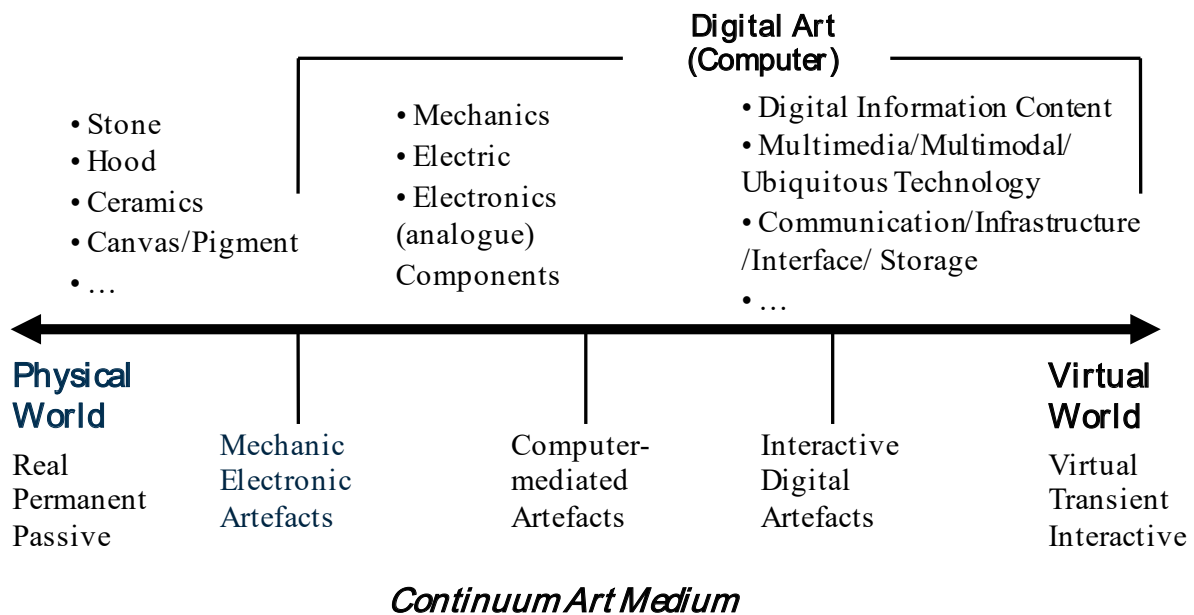 Digital Art
(Computer)
• Stone
• Hood
• Ceramics
• Canvas/Pigment
• …
• Mechanics
• Electric
• Electronics
(analogue)
Components
• Digital Information Content
• Multimedia/Multimodal/
Ubiquitous Technology
• Communication/Infrastructure
/Interface/ Storage
• …
Physical
World
Real
Permanent
Passive
Mechanic
Electronic
Artefacts
Computer-
mediated
Artefacts
Interactive
Digital
Artefacts
Virtual
World
Virtual
Transient
Interactive
Continuum Art Medium